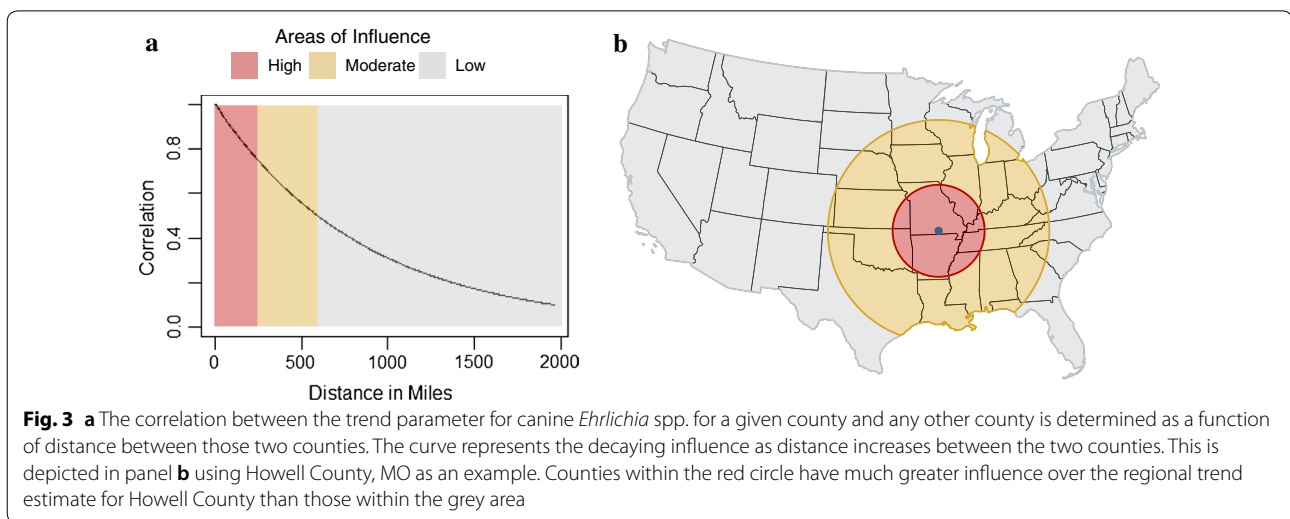 a
Areas of Influence
High Moderate Low
0.8
0.4
0.0
Correlation
0 500 1000 1500 2000
Distance in Miles
b
Fig. 3 a The correlation between the trend parameter for canine Ehrlichia spp. for a given county and any other county is determined as a function
of distance between those two counties. The curve represents the decaying influence as distance increases between the two counties. This is
depicted in panel b using Howell County, MO as an example. Counties within the red circle have much greater influence over the regional trend
estimate for Howell County than those within the grey area